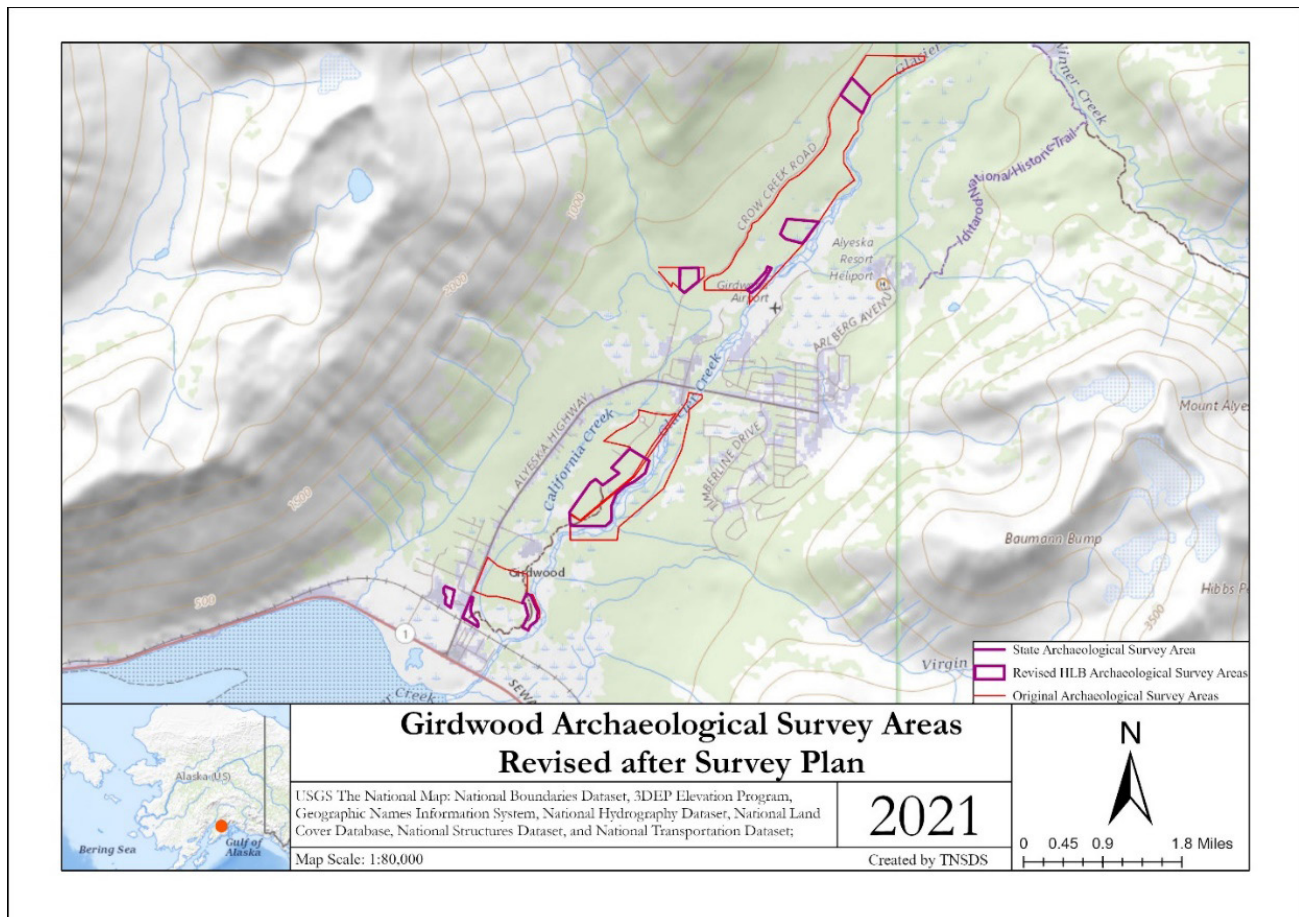 Glacier
Winner Creek
Iditarod National Historic Trail
1000
CROW CREEK ROAD
2000
Alyeska
Resort
Heliport
H
Girdwood
Airport
ARLBERG AVENUE
Mount Alyes
ALYESKA HIGHWAY
California Creek
Glacier Creek
TIMBERLINE DRIVE
1500
Baumann Bump
Girdwood
Hibbs Pe
500
3500
1
Virgin
Creek
SEW
State Archaeological Survey Area
Revised HLB Archaeological Survey Areas
Original Archaeological Survey Areas
Girdwood Archaeological Survey Areas
Revised after Survey Plan
N
Alaska (US)
Bering Sea
Gulf of
Alaska
USGS The National Map: National Boundaries Dataset, 3DEP Elevation Program,
Geographic Names Information System, National Hydrography Dataset, National Land
Cover Database, National Structures Dataset, and National Transportation Dataset;
2021
Map Scale: 1:80,000
Created by TNSDS
0 0.45 0.9 1.8 Miles